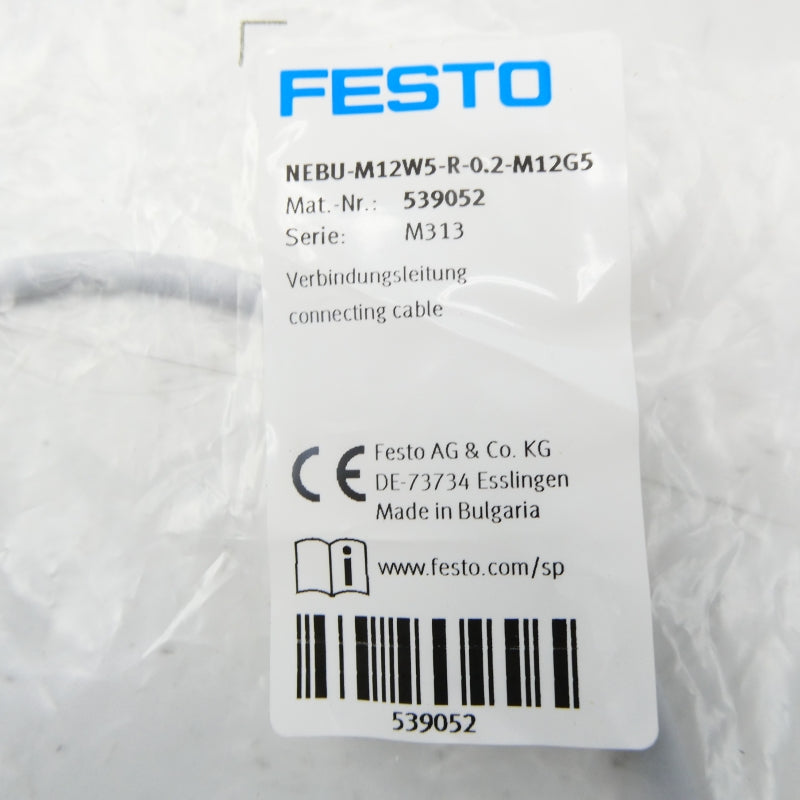 FESTO
NEBU-M12W5-R-0.2-M12G5
Mat.-Nr.: 539052
Serie: M313
Verbindungsleitung
connecting cable
CE Festo AG & Co. KG
DE-73734 Esslingen
Made in Bulgaria
i www.festo.com/sp
539052